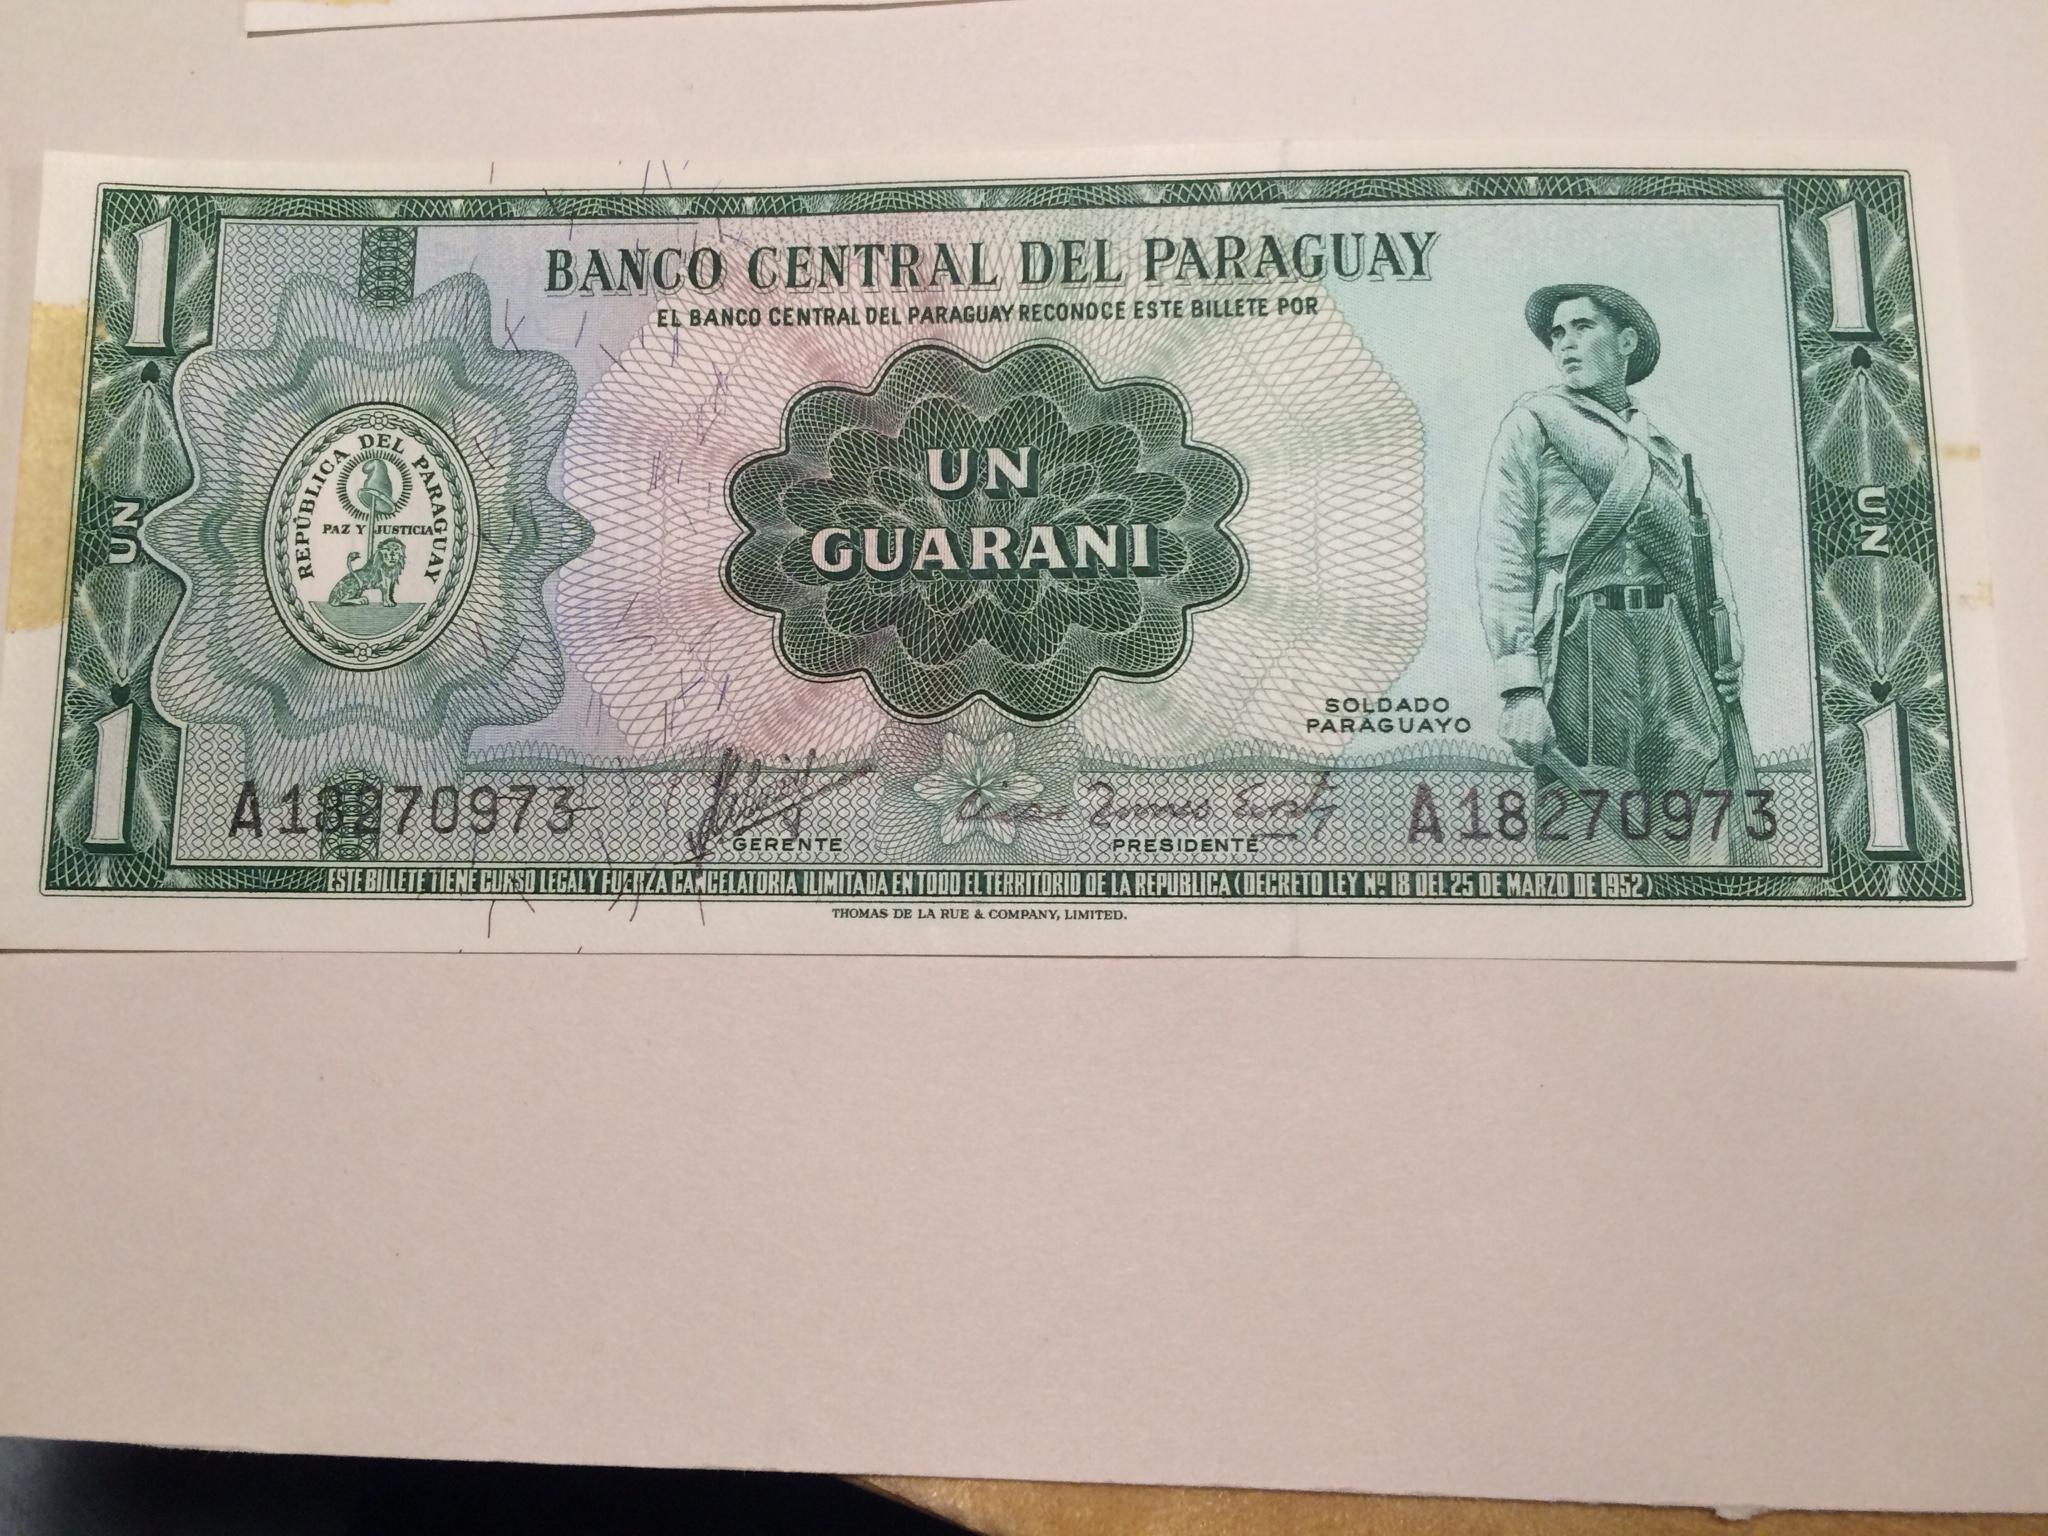 1
1
BANCO CENTRAL DEL PARAGUAY
EL BANCO CENTRAL DEL PARAGUAY RECONOCE ESTE BILLETE POR
REPÚBLICA DEL PARAGUAY
PAZ Y JUSTICIA
UN
UN
GUARANI
UN
SOLDADO
PARAGUAYO
1
1
A18270973
A18270973
GERENTE
PRESIDENTE
ESTE BILLETE TIENE CURSO LEGAL Y FUERZA CANCELATORIA ILIMITADA EN TODO EL TERRITORIO DE LA REPUBLICA (DECRETO LEY Nº 18 DEL 25 DE MARZO DE 1952)
THOMAS DE LA RUE & COMPANY, LIMITED.